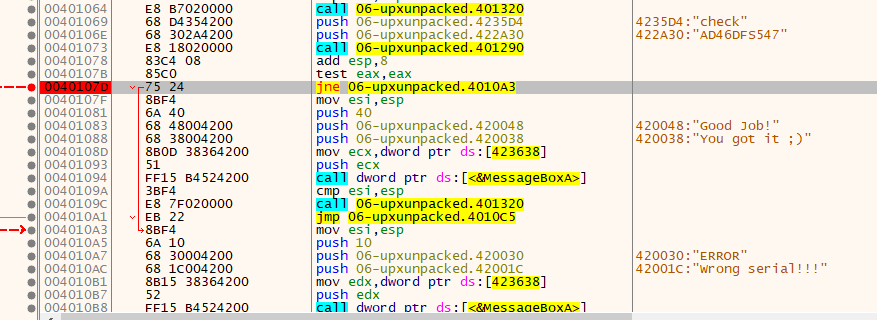 00401064 E8 B7020000 call 06-upxunpacked.401320
00401069 68 D4354200 push 06-upxunpacked.4235D4 4235D4:"check"
0040106E 68 302A4200 push 06-upxunpacked.422A30 422A30:"AD46DFS547"
00401073 E8 18020000 call 06-upxunpacked.401290
00401078 83C4 08 add esp,8
0040107B 85C0 test eax,eax
0040107D 75 24 jne 06-upxunpacked.4010A3
0040107F 8BF4 mov esi,esp
00401081 6A 40 push 40
00401083 68 48004200 push 06-upxunpacked.420048 420048:"Good Job!"
00401088 68 38004200 push 06-upxunpacked.420038 420038:"You got it ;)"
0040108D 8B0D 38364200 mov ecx,dword ptr ds:[423638]
00401093 51 push ecx
00401094 FF15 B4524200 call dword ptr ds:[<&MessageBoxA>]
0040109A 3BF4 cmp esi,esp
0040109C E8 7F020000 call 06-upxunpacked.401320
004010A1 EB 22 jmp 06-upxunpacked.4010C5
004010A3 8BF4 mov esi,esp
004010A5 6A 10 push 10
004010A7 68 30004200 push 06-upxunpacked.420030 420030:"ERROR"
004010AC 68 1C004200 push 06-upxunpacked.42001C 42001C:"Wrong serial!!!"
004010B1 8B15 38364200 mov edx,dword ptr ds:[423638]
004010B7 52 push edx
004010B8 FF15 B4524200 call dword ptr ds:[<&MessageBoxA>]